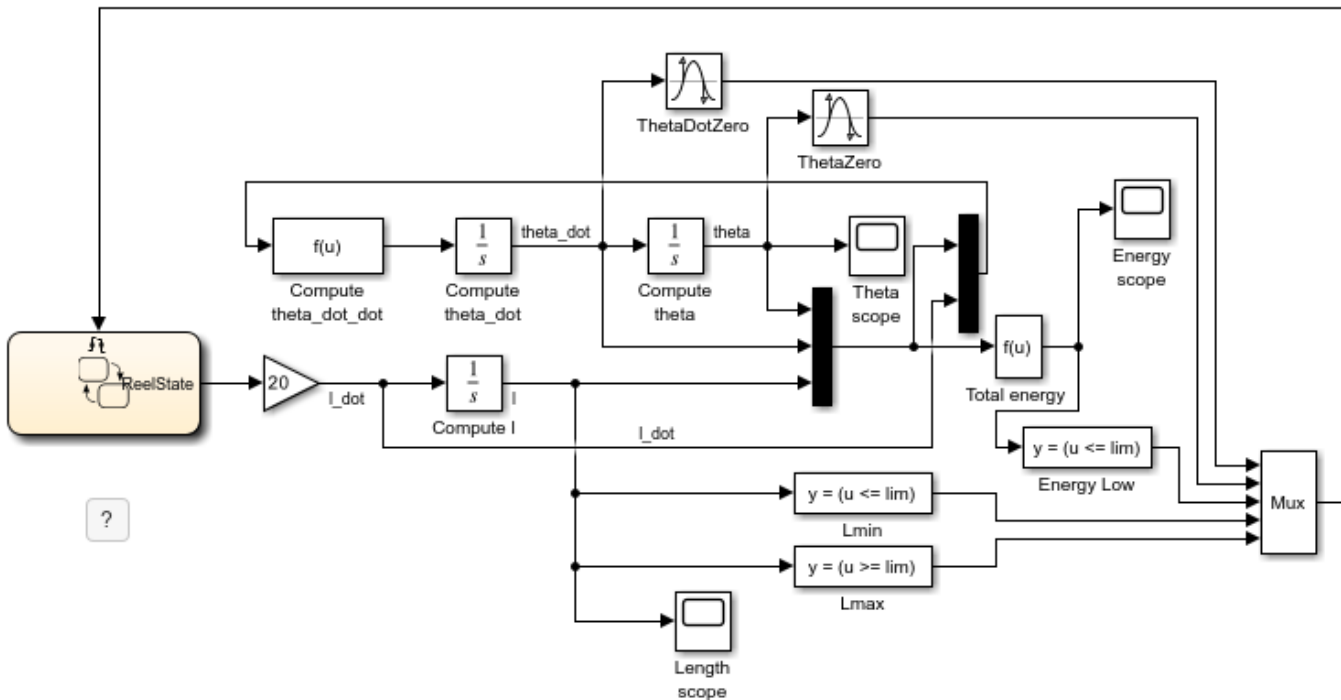 ThetaDotZero
ThetaZero
f(u)
Compute
theta_dot_dot
1
s
Compute
theta_dot
theta_dot
1
s
Compute
theta
theta
Theta
scope
Energy
scope
ReelState
20
l_dot
1
s
Compute l
l
l_dot
f(u)
Total energy
y = (u <= lim)
Energy Low
y = (u <= lim)
Lmin
y = (u >= lim)
Lmax
Mux
?
Length
scope